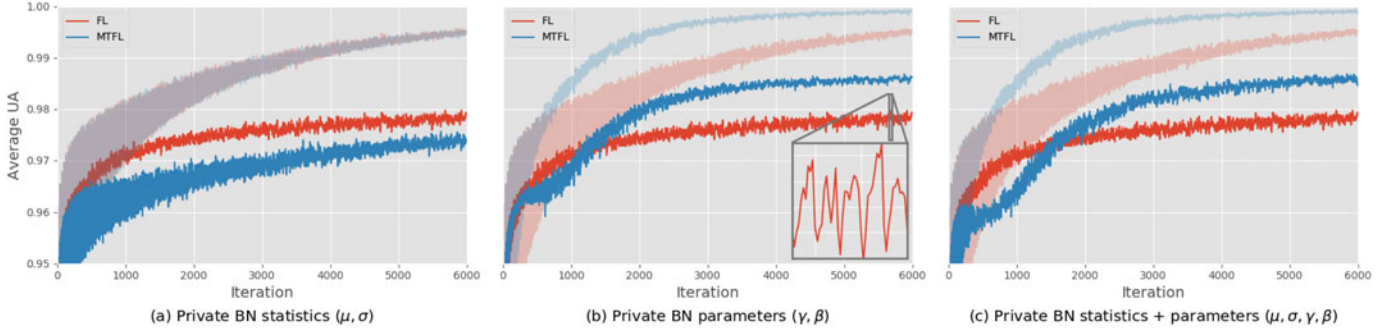 FL
MTFL
Average UA
1.00
0.99
0.98
0.97
0.96
0.95
0 1000 2000 3000 4000 5000 6000
Iteration
(a) Private BN statistics (μ, σ)
FL
MTFL
0 1000 2000 3000 4000 5000 6000
Iteration
(b) Private BN parameters (γ, β)
FL
MTFL
0 1000 2000 3000 4000 5000 6000
Iteration
(c) Private BN statistics + parameters (μ, σ, γ, β)